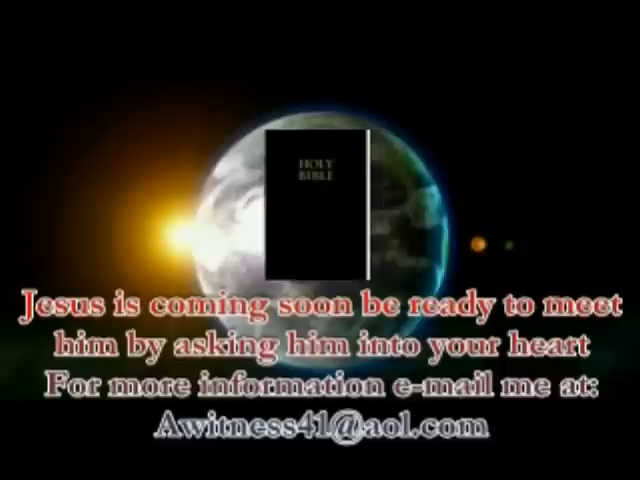 HOLY
BIBLE
Jesus is coming soon be ready to meet
him by asking him into your heart
For more information e-mail me at:
Awitness41@aol.com